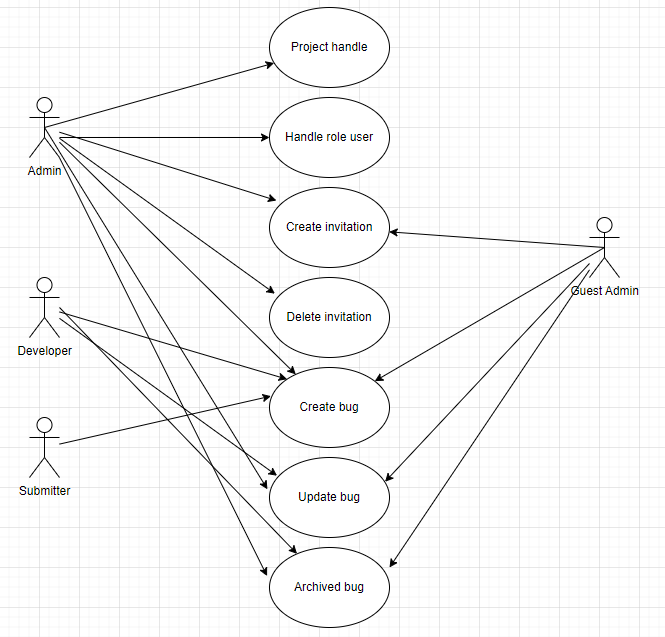 Project handle
Handle role user
Admin
Create invitation
Guest Admin
Delete invitation
Developer
Create bug
Submitter
Update bug
Archived bug